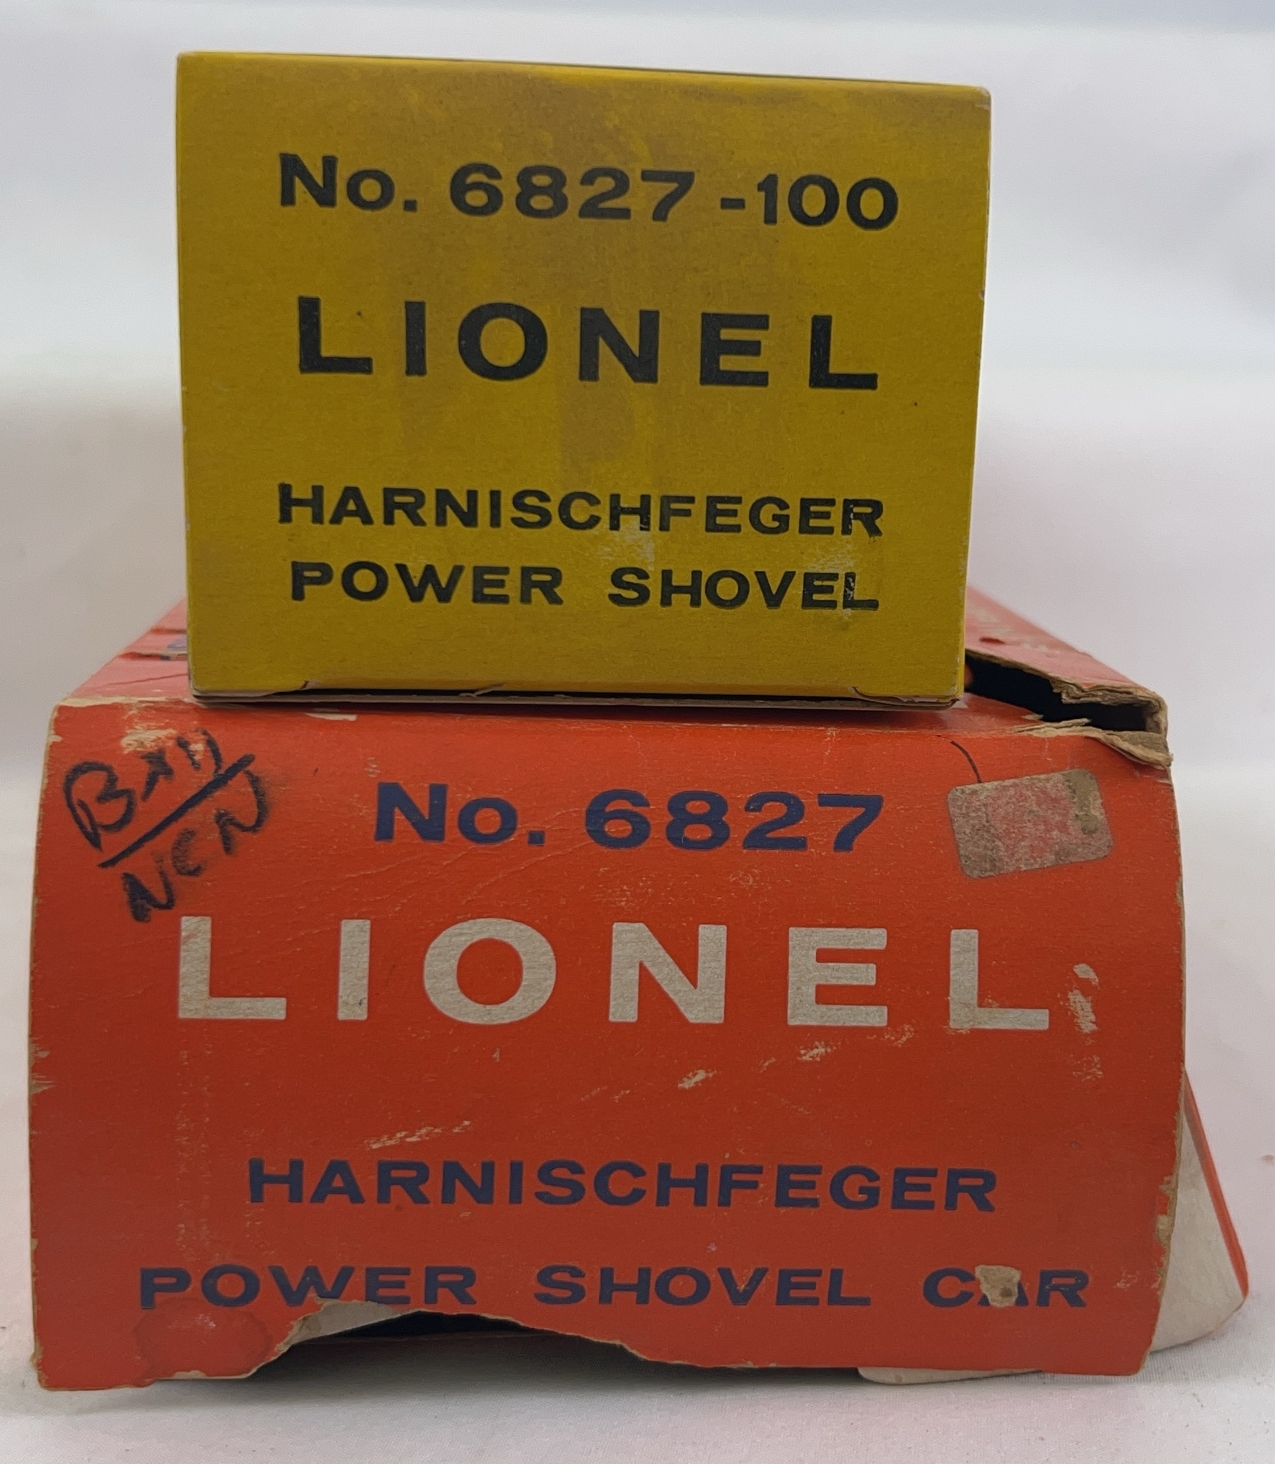 No. 6827-100
LIONEL
HARNISCHFEGER
POWER SHOVEL
No. 6827
LIONEL
HARNISCHFEGER
POWER SHOVEL CAR